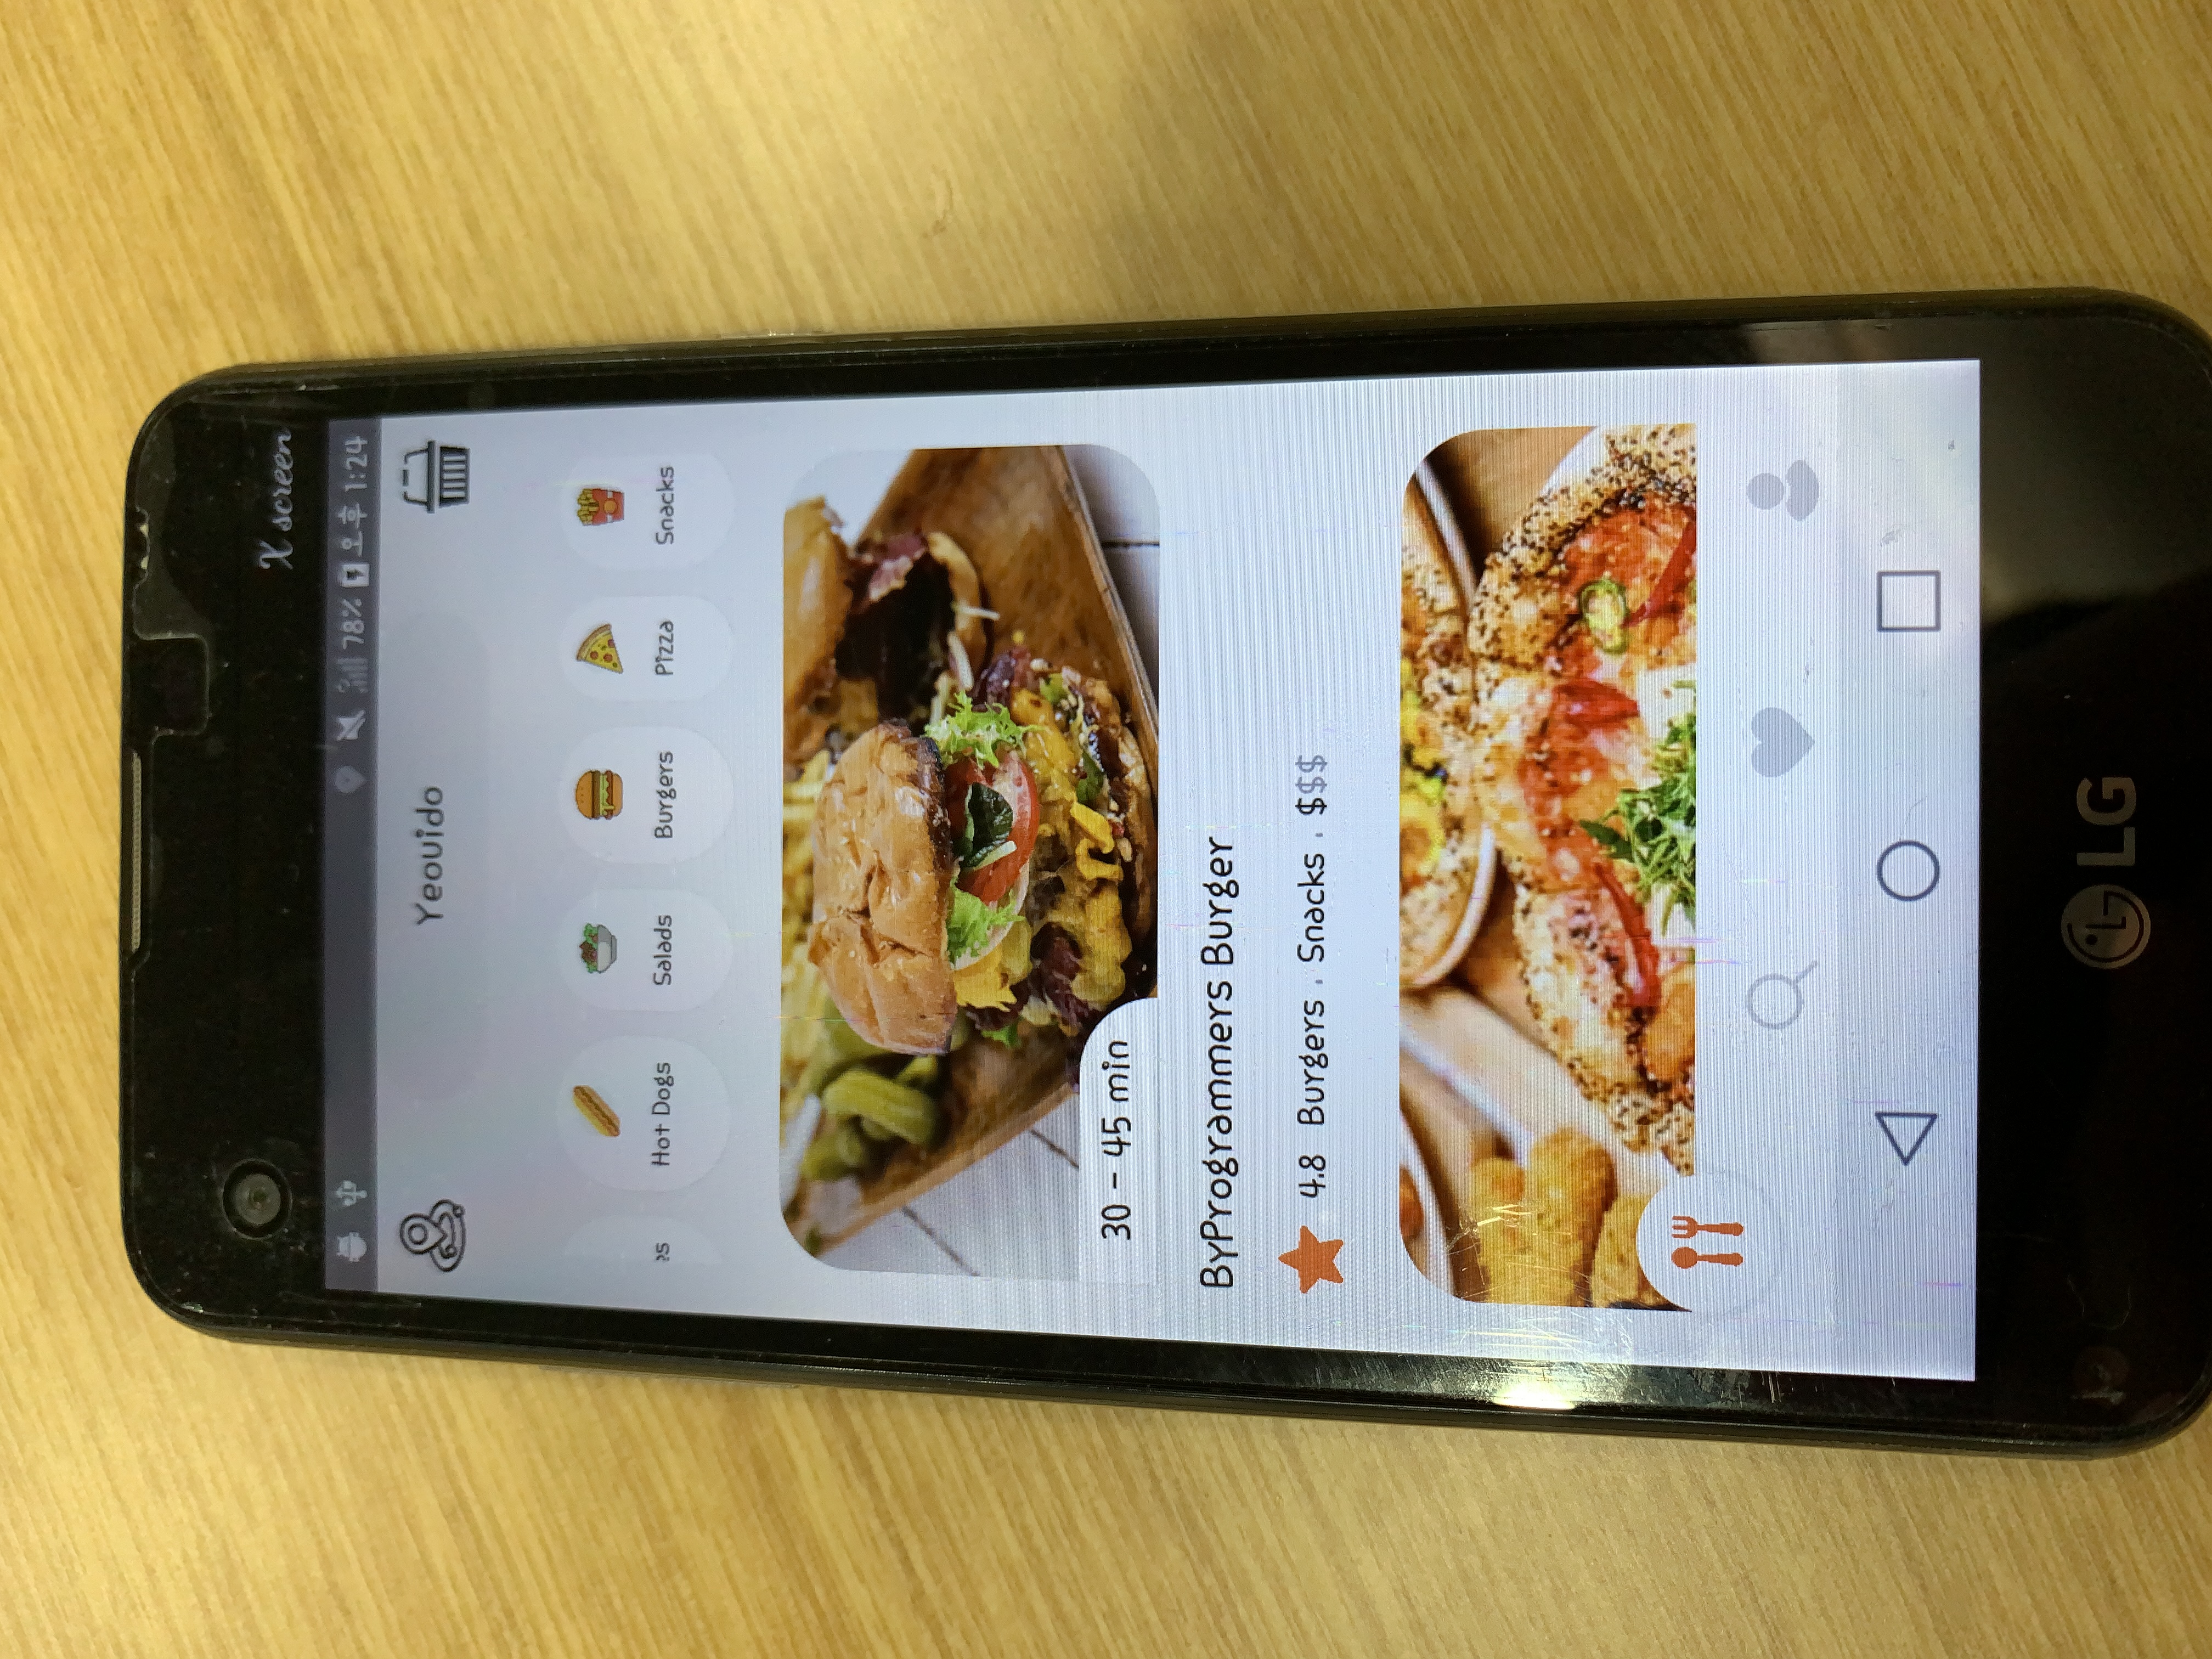 X screen
78% 오후 1:24
Yeouido
es Hot Dogs Salads Burgers Pizza Snacks
30 - 45 min
ByProgrammers Burger
4.8 Burgers . Snacks . $$$
LG